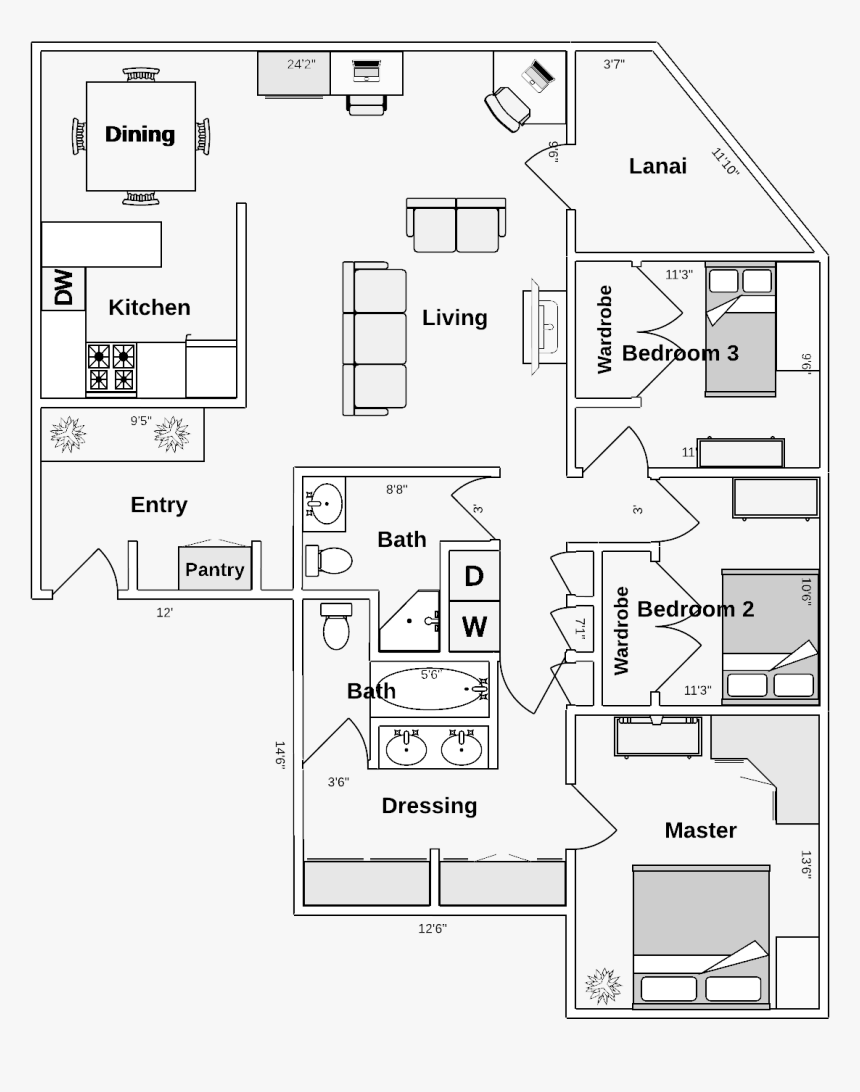 24'2"
3'7"
Dining
9'6"
11'10"
Lanai
11'3"
DW
Kitchen
Living
Wardrobe
Bedroom 3
9'6"
9'5"
11'
Entry
8'8"
3'
3'
Bath
Pantry
D
W
12'
7'1"
Wardrobe
Bedroom 2
10'6"
5'6"
Bath
11'3"
14'6"
3'6"
Dressing
Master
13'6"
12'6"